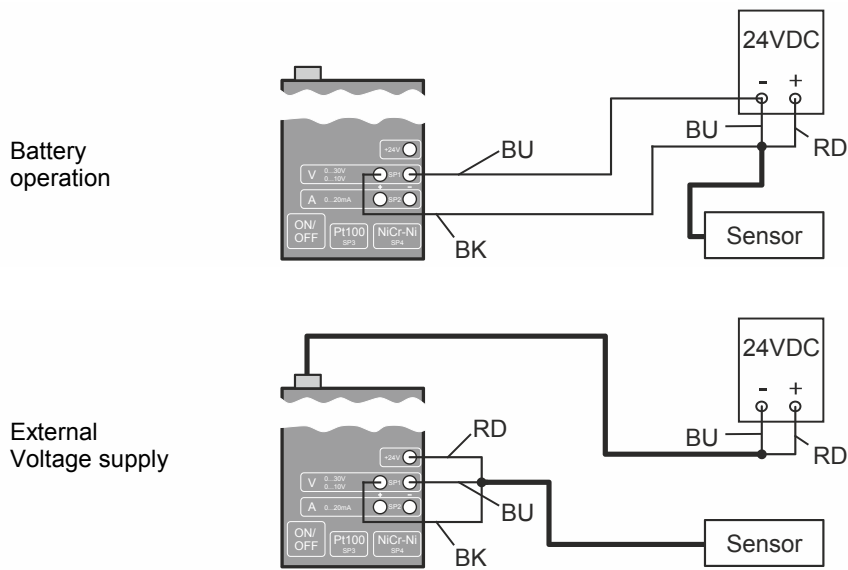 24VDC
- +
BU
RD
Battery
operation
+24V
V 0...30V
0...10V
SP1
+ -
A 0...20mA
SP2
ON/
OFF
Pt100
SP3
NiCr-Ni
SP4
BU
BK
Sensor
24VDC
- +
BU
RD
External
Voltage supply
RD
+24V
V 0...30V
0...10V
SP1
+ -
A 0...20mA
SP2
ON/
OFF
Pt100
SP3
NiCr-Ni
SP4
BU
BK
Sensor